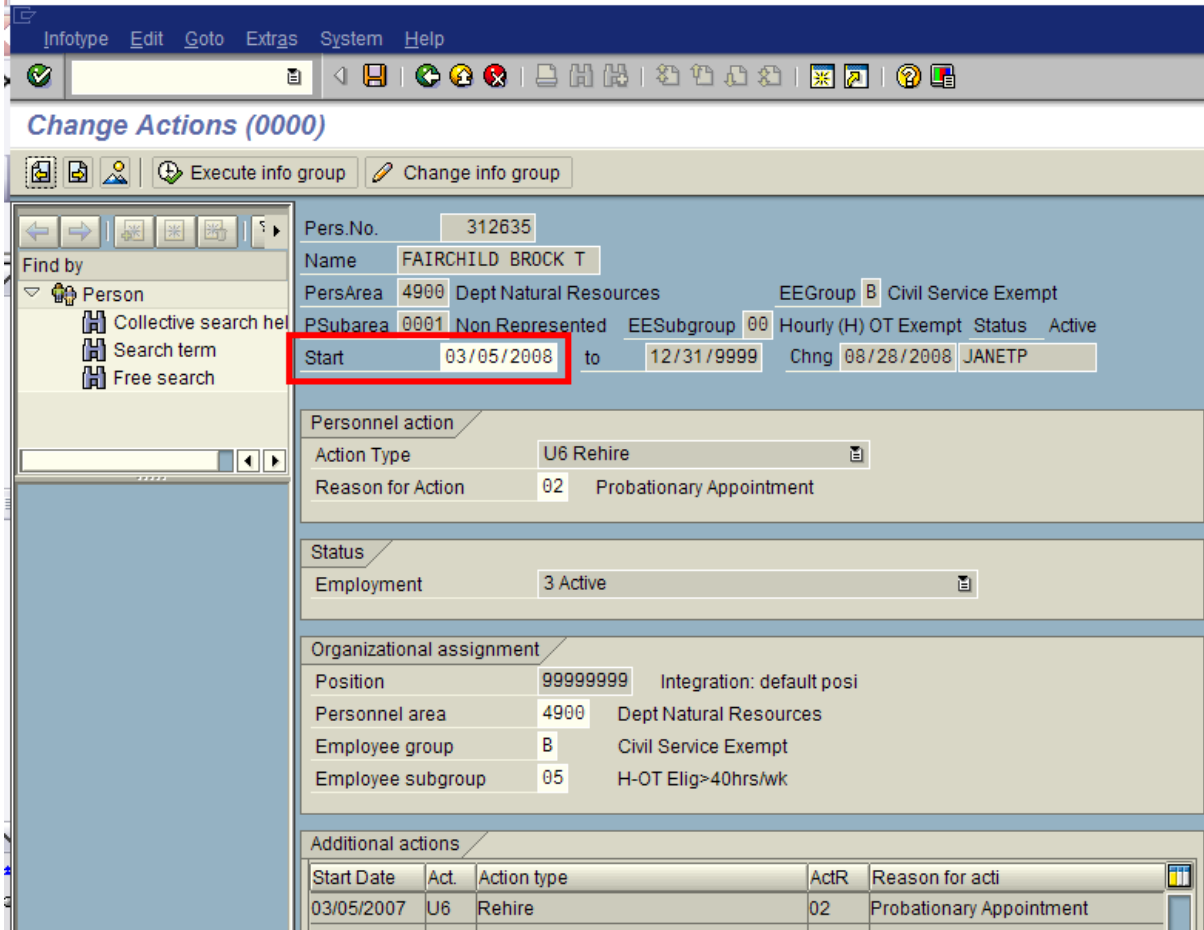 Infotype Edit Goto Extras System Help
Change Actions (0000)
Execute info group Change info group
Pers.No. 312635
Find by
Name FAIRCHILD BROCK T
Person
PersArea 4900 Dept Natural Resources EEGroup B Civil Service Exempt
Collective search hel
PSubarea 0001 Non Represented EESubgroup 00 Hourly (H) OT Exempt Status Active
Search term
Start 03/05/2008 to 12/31/9999 Chng 08/28/2008 JANETP
Free search
Personnel action
Action Type U6 Rehire
Reason for Action 02 Probationary Appointment
Status
Employment 3 Active
Organizational assignment
Position 99999999 Integration: default posi
Personnel area 4900 Dept Natural Resources
Employee group B Civil Service Exempt
Employee subgroup 05 H-OT Elig>40hrs/wk
Additional actions
Start Date Act. Action type ActR Reason for acti
03/05/2007 U6 Rehire 02 Probationary Appointment